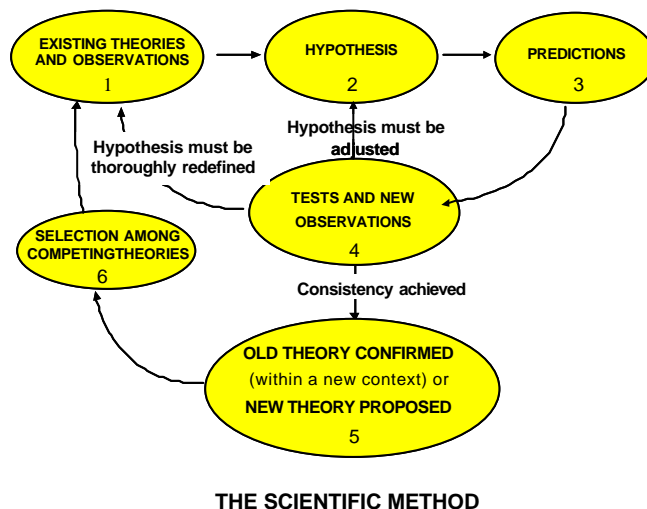 EXISTING THEORIES
AND OBSERVATIONS
1
HYPOTHESIS
2
PREDICTIONS
3
Hypothesis must be
thoroughly redefined
Hypothesis must be
adjusted
TESTS AND NEW
OBSERVATIONS
4
SELECTION AMONG
COMPETINGTHEORIES
6
Consistency achieved
OLD THEORY CONFIRMED
(within a new context) or
NEW THEORY PROPOSED
5
THE SCIENTIFIC METHOD